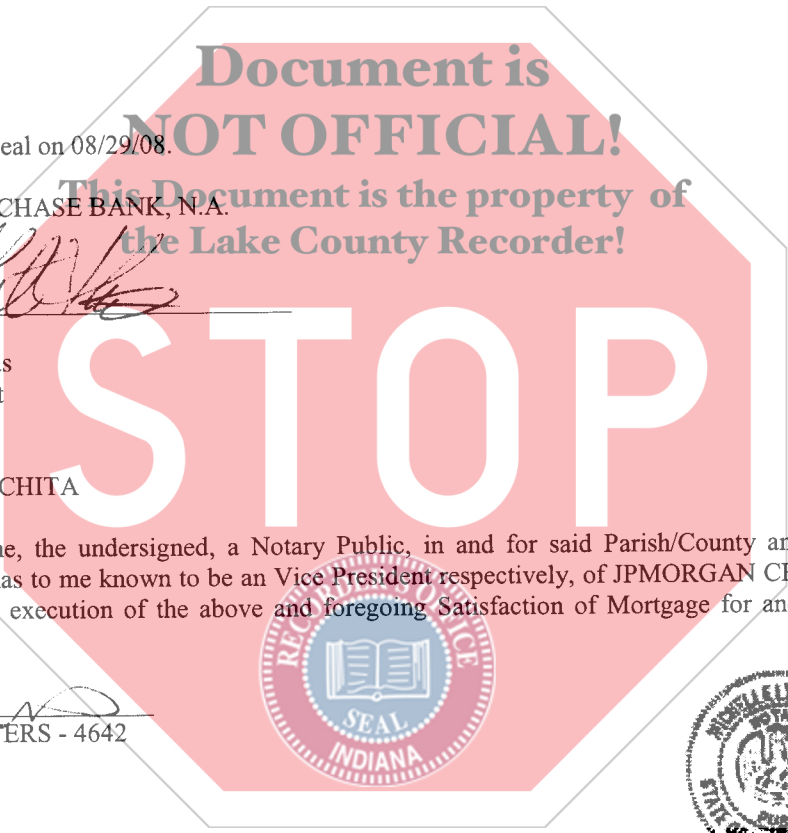 Document is
NOT OFFICIAL!
eal on 08/29/08.
This Document is the property of
CHASE BANK, N.A.
the Lake County Recorder!
STOP
s
t
CHITA
e, the undersigned, a Notary Public, in and for said Parish/County an
as to me known to be an Vice President respectively, of JPMORGAN CH
execution of the above and foregoing Satisfaction of Mortgage for an
RECORDER'S OFFICE
SEAL
INDIANA
TERS - 4642
STATE